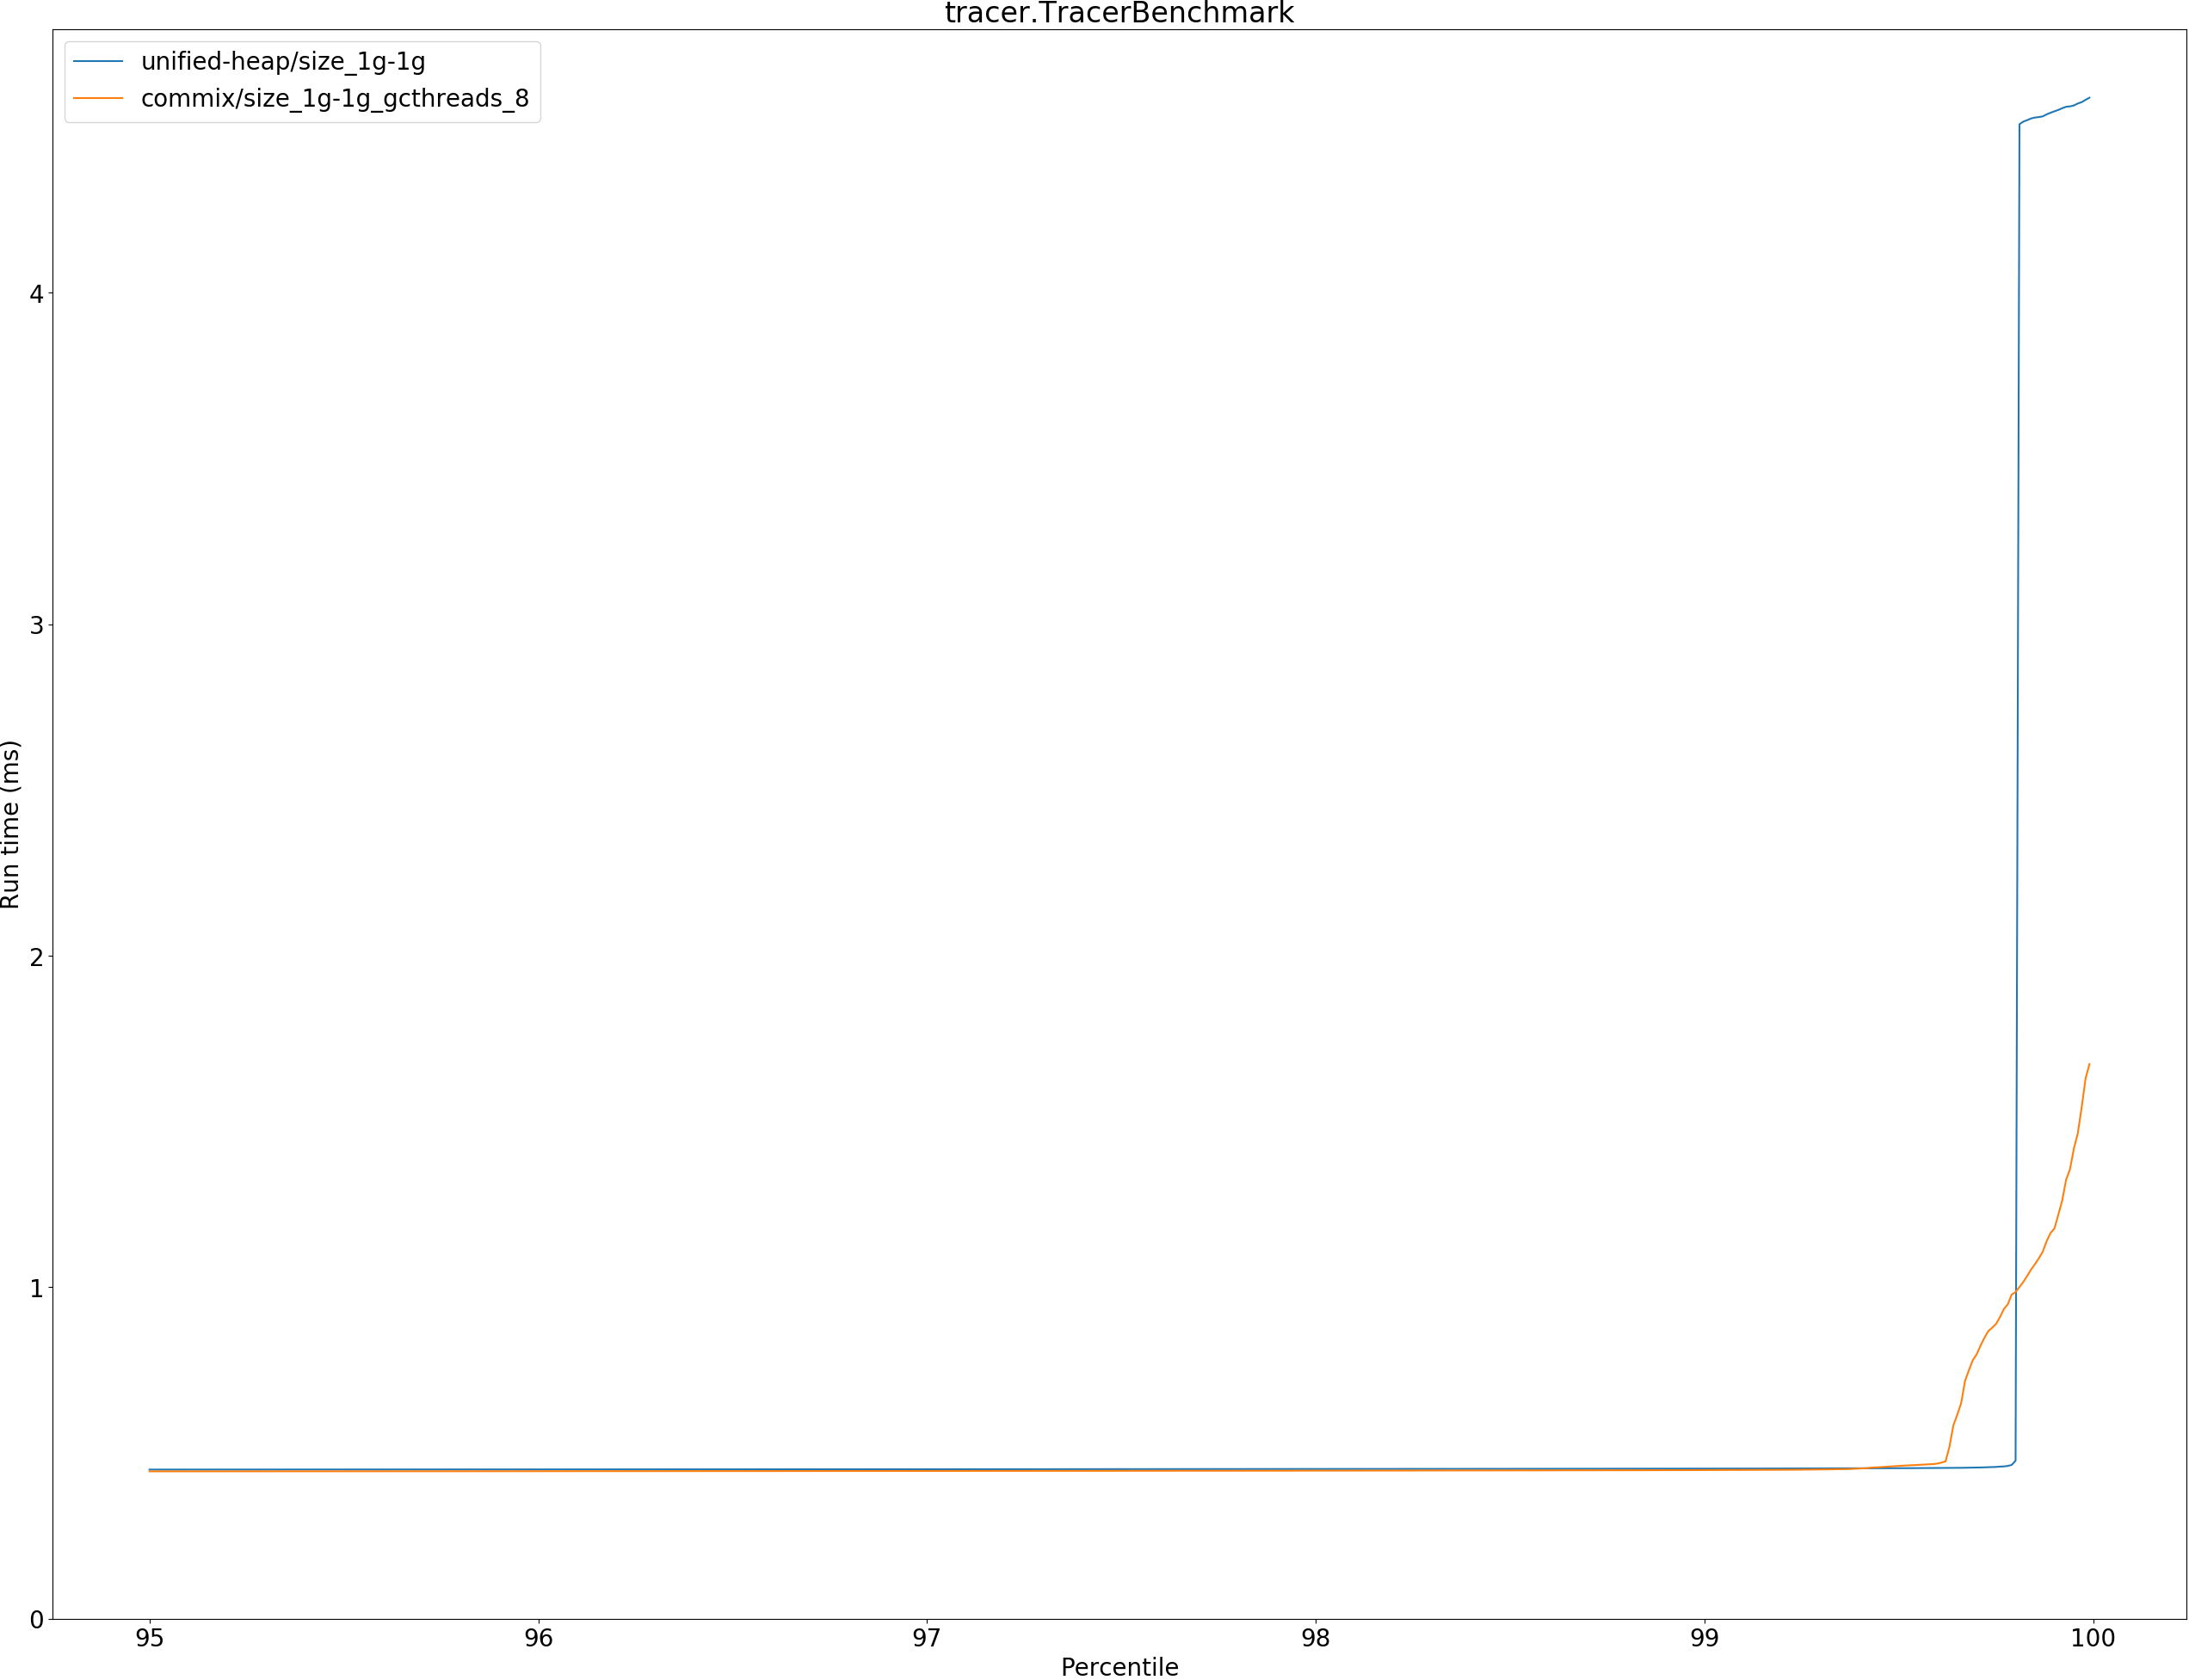 tracer.TracerBenchmark
unified-heap/size_1g-1g
commix/size_1g-1g_gcthreads_8
4
3
2
1
0
Run time (ms)
95 96 97 98 99 100
Percentile